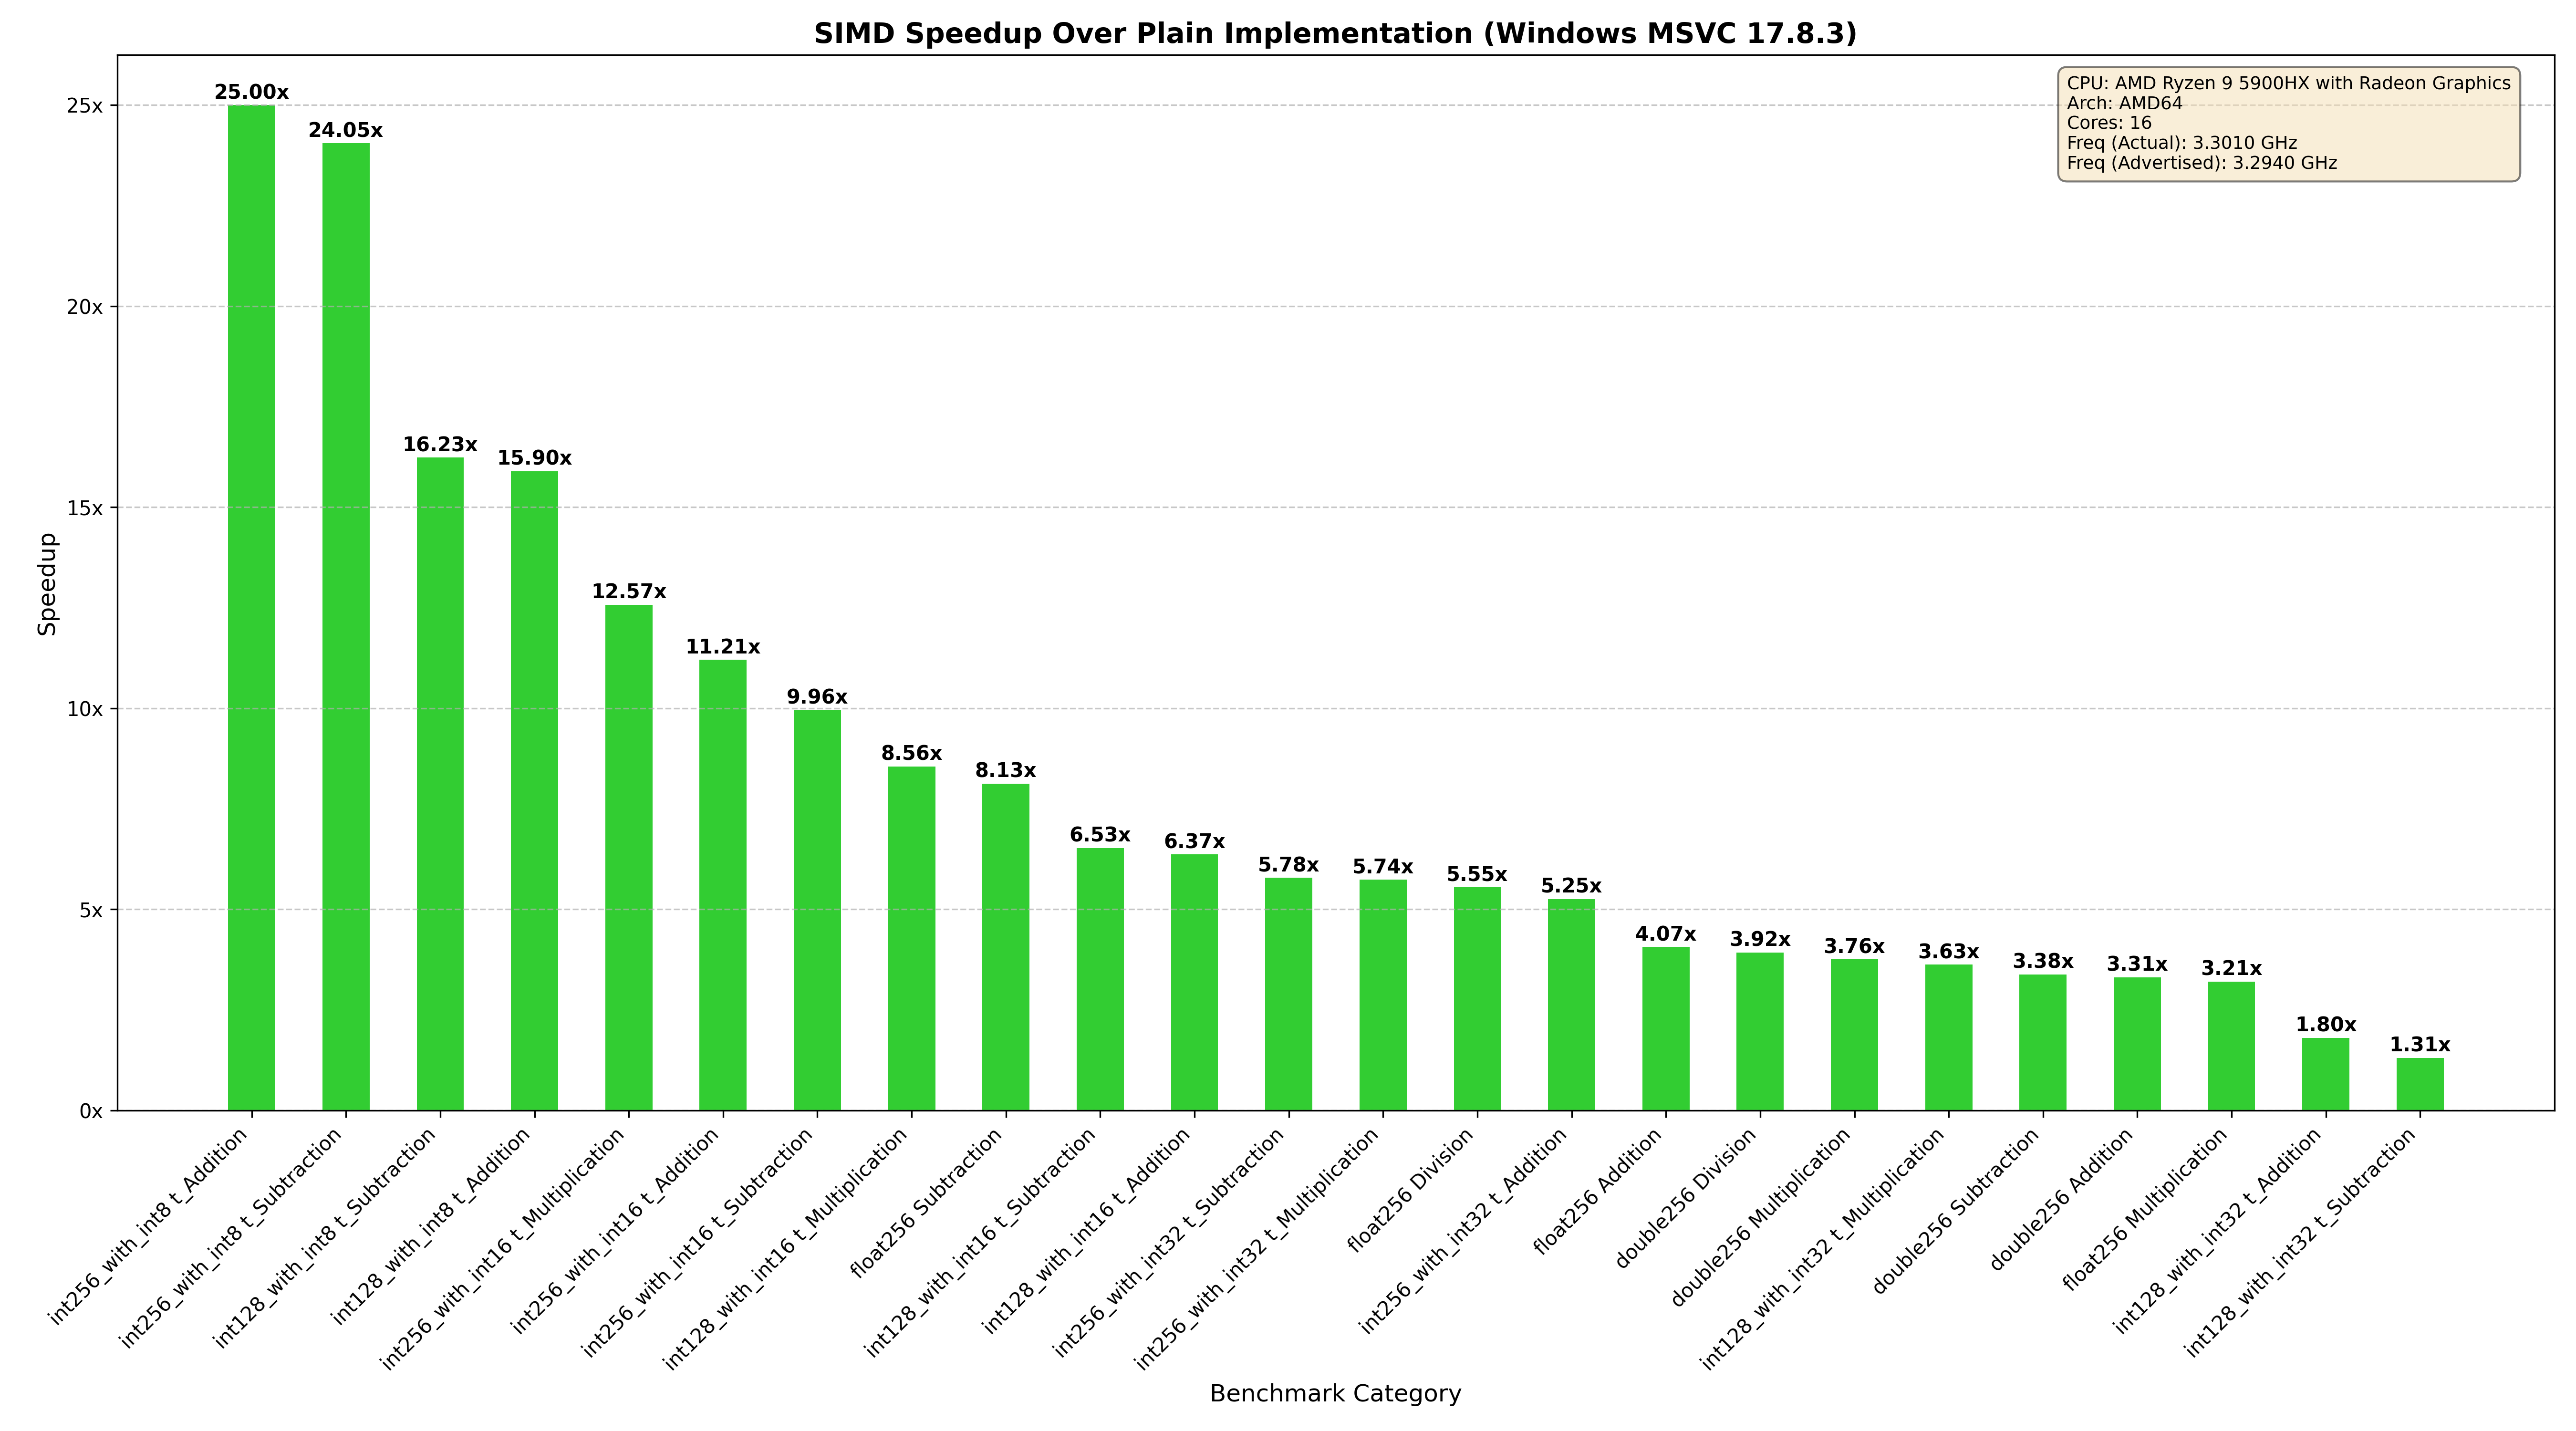 SIMD Speedup Over Plain Implementation (Windows MSVC 17.8.3)
CPU: AMD Ryzen 9 5900HX with Radeon Graphics
Arch: AMD64
Cores: 16
Freq (Actual): 3.3010 GHz
Freq (Advertised): 3.2940 GHz
Speedup
25x
20x
15x
10x
5x
0x
25.00x
24.05x
16.23x
15.90x
12.57x
11.21x
9.96x
8.56x
8.13x
6.53x
6.37x
5.78x
5.74x
5.55x
5.25x
4.07x
3.92x
3.76x
3.63x
3.38x
3.31x
3.21x
1.80x
1.31x
int256_with_int8 t_Addition
int256_with_int8 t_Subtraction
int128_with_int8 t_Subtraction
int128_with_int8 t_Addition
int256_with_int16 t_Multiplication
int256_with_int16 t_Addition
int256_with_int16 t_Subtraction
int128_with_int16 t_Multiplication
float256 Subtraction
int128_with_int16 t_Subtraction
int128_with_int16 t_Addition
int256_with_int32 t_Subtraction
int256_with_int32 t_Multiplication
float256 Division
int256_with_int32 t_Addition
float256 Addition
double256 Division
double256 Multiplication
int128_with_int32 t_Multiplication
double256 Subtraction
double256 Addition
float256 Multiplication
int128_with_int32 t_Addition
int128_with_int32 t_Subtraction
Benchmark Category